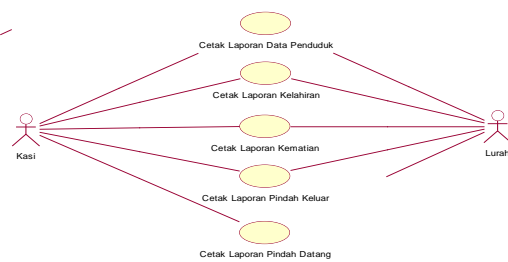 Cetak Laporan Data Penduduk
Cetak Laporan Kelahiran
Cetak Laporan Kematian
Kasi
Lurah
Cetak Laporan Pindah Keluar
Cetak Laporan Pindah Datang